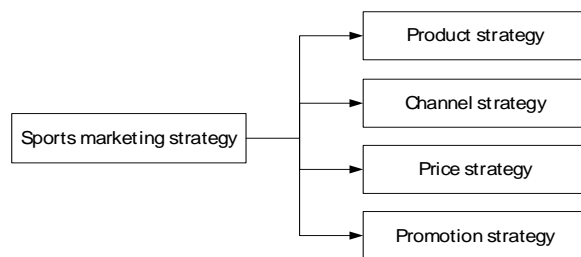 Product strategy
Channel strategy
Sports marketing strategy
Price strategy
Promotion strategy